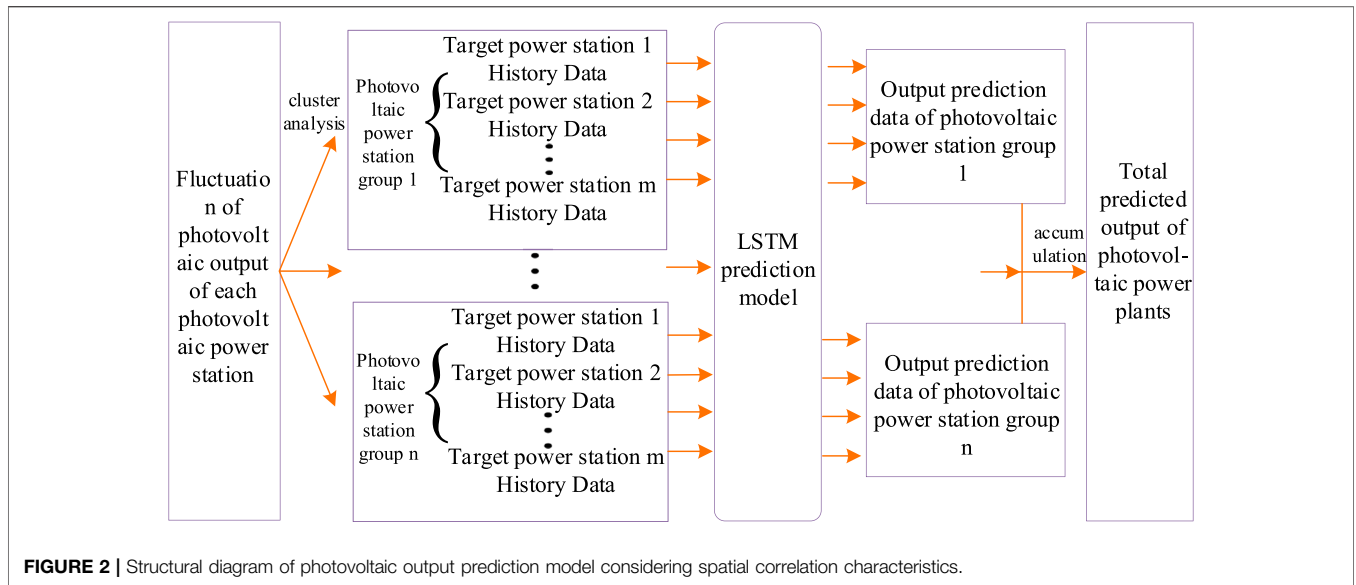 Fluctuatio
n of
photovolt
aic output
of each
photovolt
aic power
station
cluster
analysis
Photovo
ltaic
power
station
group 1
Target power station 1
History Data
Target power station 2
History Data
Target power station m
History Data
Photovo
ltaic
power
station
group n
Target power station 1
History Data
Target power station 2
History Data
Target power station m
History Data
LSTM
prediction
model
Output prediction
data of photovoltaic
power station group
1
Output prediction
data of photovoltaic
power station group
n
accum
ulation
Total
predicted
output of
photovol-
taic power
plants
FIGURE 2 | Structural diagram of photovoltaic output prediction model considering spatial correlation characteristics.